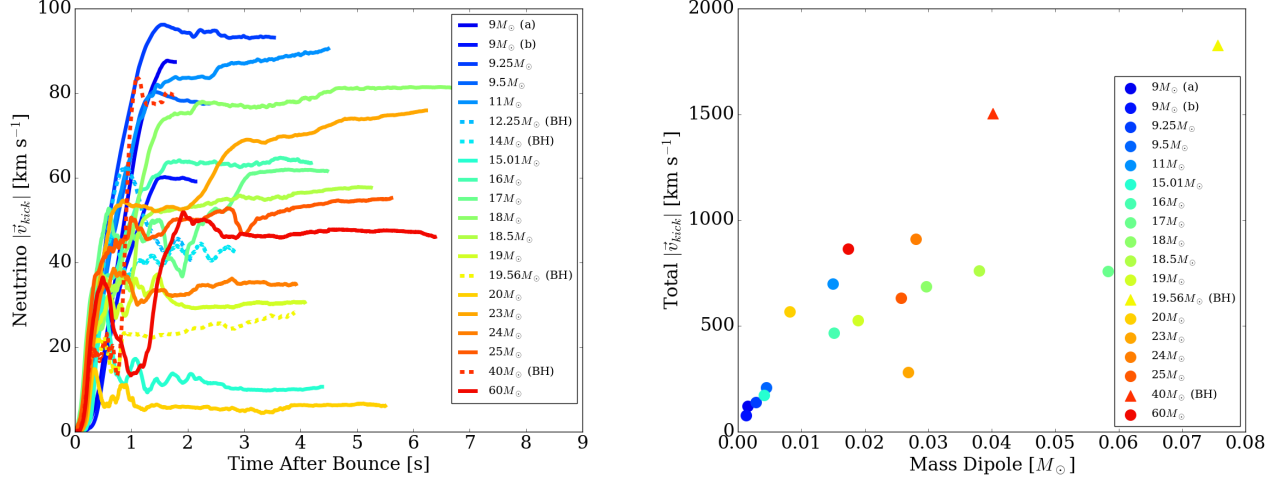 100
80
60
40
20
0
Neutrino |v⃗_kick| [km s⁻¹]
0 1 2 3 4 5 6 7 8 9
Time After Bounce [s]
9M⊙ (a)
9M⊙ (b)
9.25M⊙
9.5M⊙
11M⊙
12.25M⊙ (BH)
14M⊙ (BH)
15.01M⊙
16M⊙
17M⊙
18M⊙
18.5M⊙
19M⊙
19.56M⊙ (BH)
20M⊙
23M⊙
24M⊙
25M⊙
40M⊙ (BH)
60M⊙
2000
1500
1000
500
0
Total |v⃗_kick| [km s⁻¹]
0.00 0.01 0.02 0.03 0.04 0.05 0.06 0.07 0.08
Mass Dipole [M⊙]
9M⊙ (a)
9M⊙ (b)
9.25M⊙
9.5M⊙
11M⊙
15.01M⊙
16M⊙
17M⊙
18M⊙
18.5M⊙
19M⊙
19.56M⊙ (BH)
20M⊙
23M⊙
24M⊙
25M⊙
40M⊙ (BH)
60M⊙